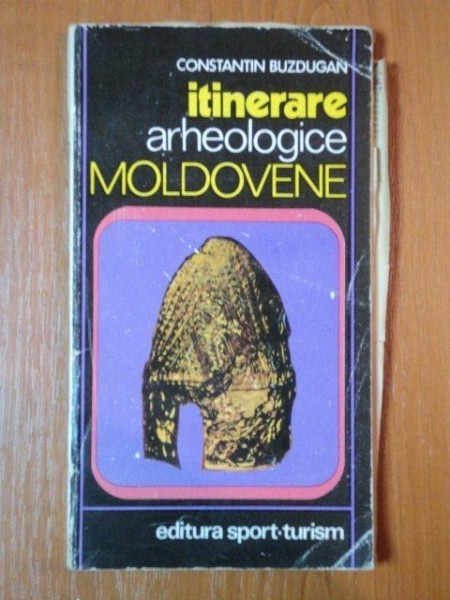 CONSTANTIN BUZDUGAN
itinerare
arheologice
MOLDOVENE
editura sport•turism